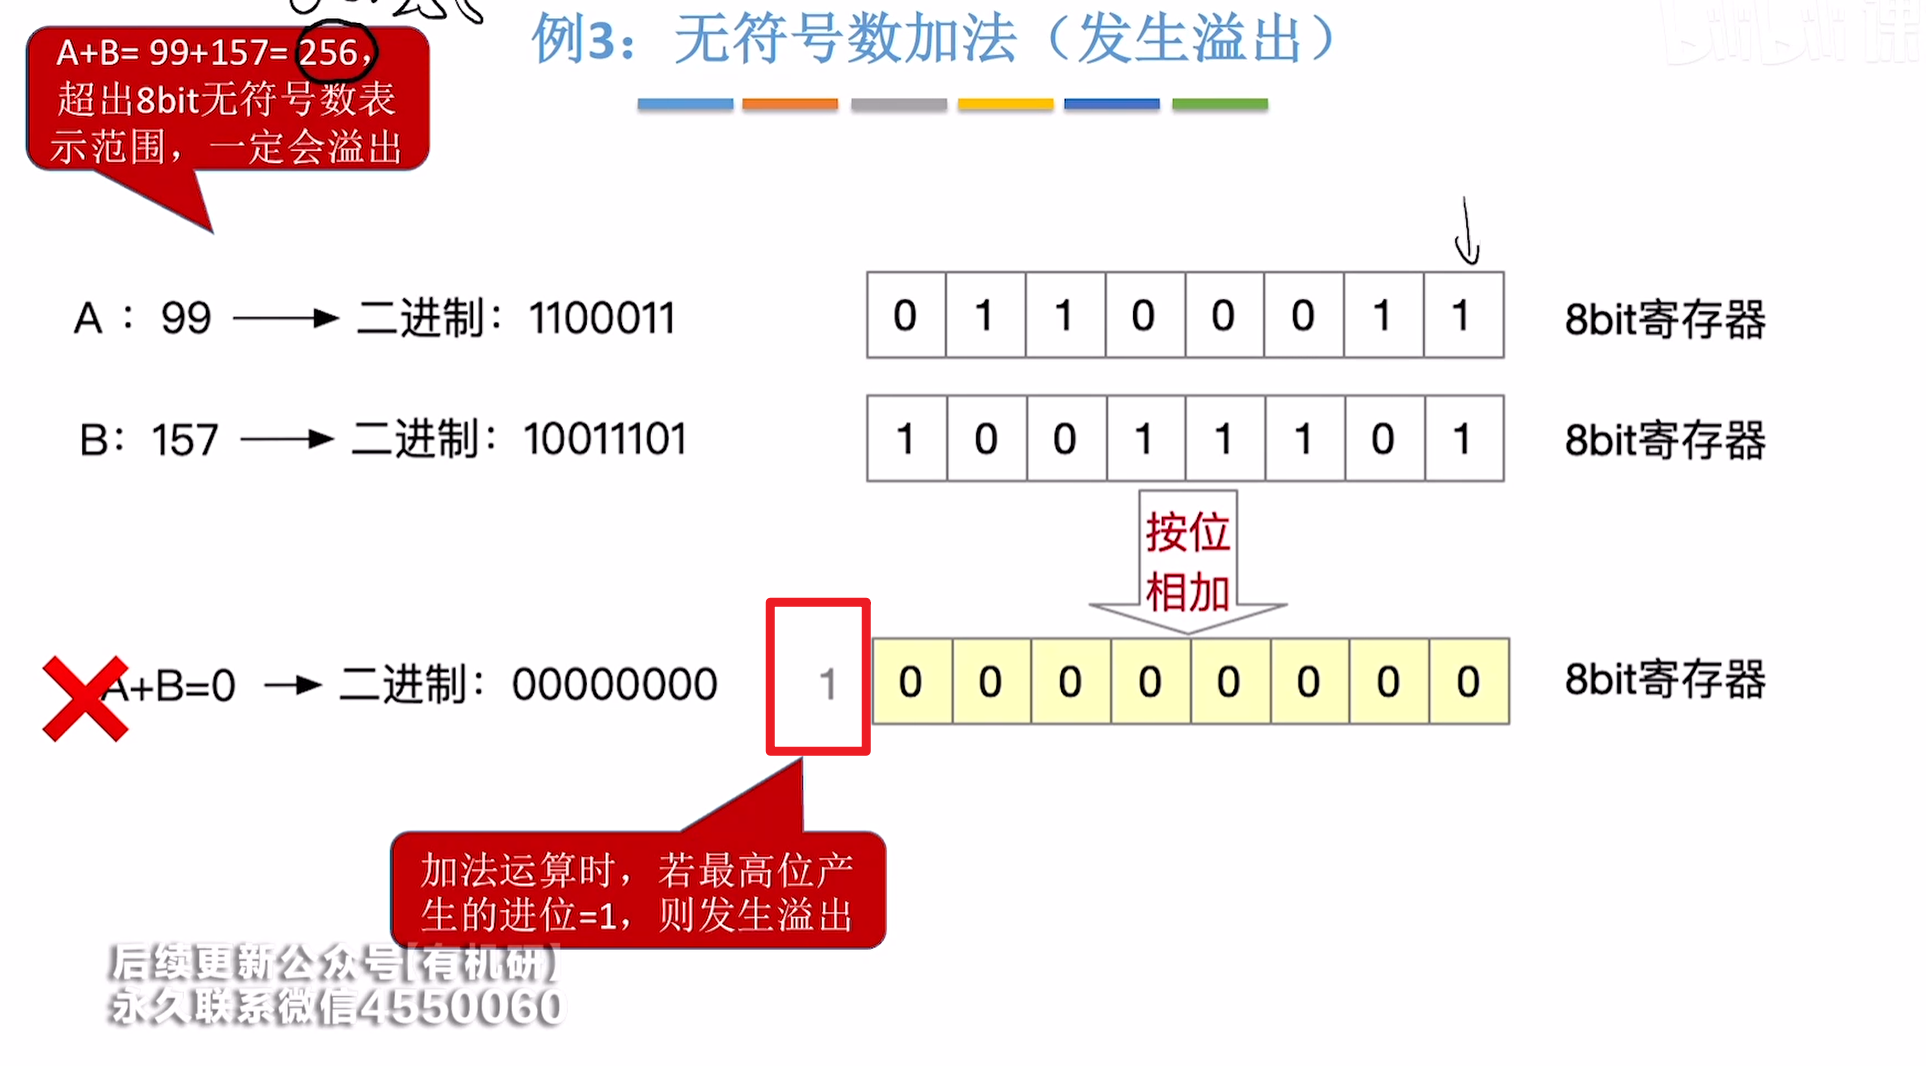 例3：无符号数加法（发生溢出）
A+B= 99+157= 256，
超出8bit无符号数表
示范围，一定会溢出
A： 99 二进制：1100011 0 1 1 0 0 0 1 1 8bit寄存器
B：157 二进制：10011101 1 0 0 1 1 1 0 1 8bit寄存器
按位
相加
A+B=0 二进制：00000000 1 0 0 0 0 0 0 0 0 8bit寄存器
加法运算时，若最高位产
生的进位=1，则发生溢出
后续更新公众号[有机研]
永久联系微信4550060